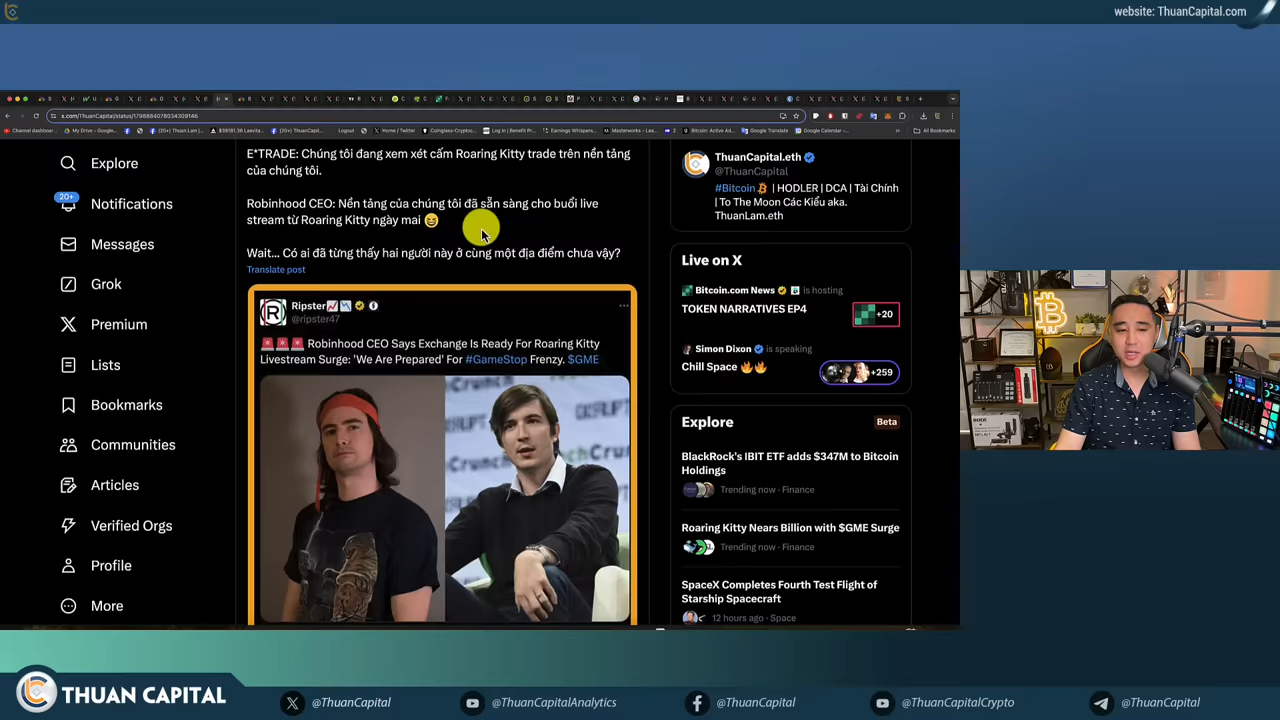 website: ThuanCapital.com
x.com/ThuanCapital/status/1798884078034309146
All Bookmarks
Explore
20+
Notifications
Messages
Grok
Premium
Lists
Bookmarks
Communities
Articles
Verified Orgs
Profile
More
E*TRADE: Chúng tôi đang xem xét cấm Roaring Kitty trade trên nền tảng
của chúng tôi.
Robinhood CEO: Nền tảng của chúng tôi đã sẵn sàng cho buổi live
stream từ Roaring Kitty ngày mai 😆
Wait... Có ai đã từng thấy hai người này ở cùng một địa điểm chưa vậy?
Translate post
Ripster📈📉
@ripster47
🚨🚨🚨 Robinhood CEO Says Exchange Is Ready For Roaring Kitty
Livestream Surge: 'We Are Prepared' For #GameStop Frenzy. $GME
ThuanCapital.eth
@ThuanCapital
#Bitcoin | HODLER | DCA | Tài Chính
| To The Moon Các Kiểu aka.
ThuanLam.eth
Live on X
Bitcoin.com News is hosting
TOKEN NARRATIVES EP4
+20
Simon Dixon is speaking
Chill Space 🔥🔥
+259
Explore
Beta
BlackRock's IBIT ETF adds $347M to Bitcoin
Holdings
Trending now · Finance
Roaring Kitty Nears Billion with $GME Surge
Trending now · Finance
SpaceX Completes Fourth Test Flight of
Starship Spacecraft
12 hours ago · Space
THUAN CAPITAL
@ThuanCapital
@ThuanCapitalAnalytics
@ThuanCapital
@ThuanCapitalCrypto
@ThuanCapital